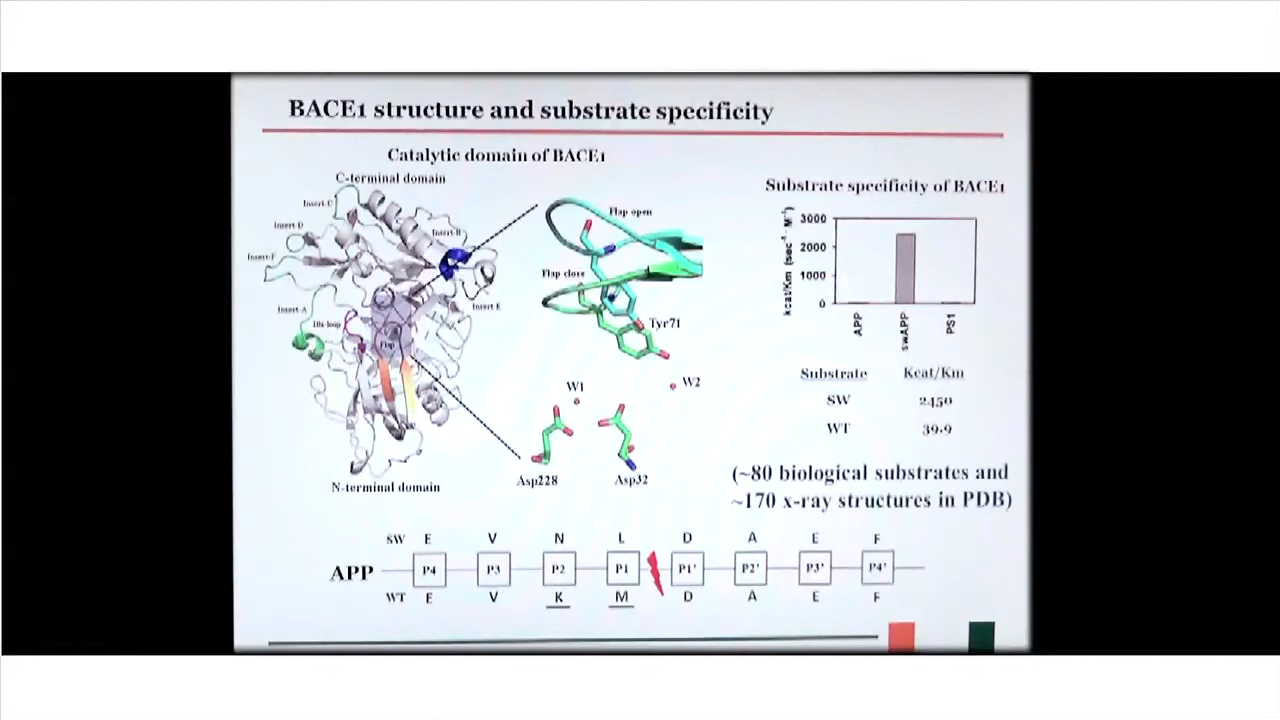 BACE1 structure and substrate specificity
Catalytic domain of BACE1
C-terminal domain
Insert-C
Insert-D
Insert-B
Insert-F
Insert-E
Insert-A
10s-loop
Flap
N-terminal domain
Flap open
Flap close
Tyr71
W1
W2
Asp228
Asp32
Substrate specificity of BACE1
kcat/Km (sec⁻¹ M⁻¹)
3000
2000
1000
0
APP
swAPP
PS1
Substrate Kcat/Km
SW 2450
WT 39.9
(~80 biological substrates and
~170 x-ray structures in PDB)
SW E V N L D A E F
APP P4 P3 P2 P1 P1' P2' P3' P4'
WT E V K M D A E F